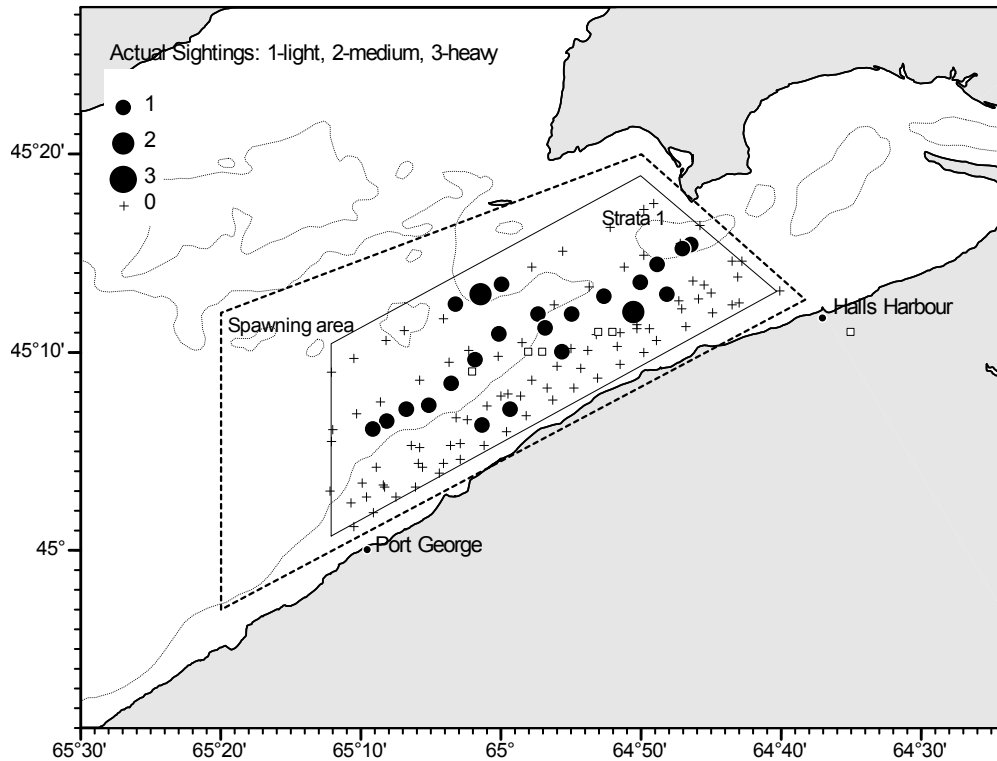 Actual Sightings: 1-light, 2-medium, 3-heavy
1
2
3
0
45°20'
Strata 1
Halls Harbour
Spawning area
45°10'
45°
Port George
65°30' 65°20' 65°10' 65° 64°50' 64°40' 64°30'